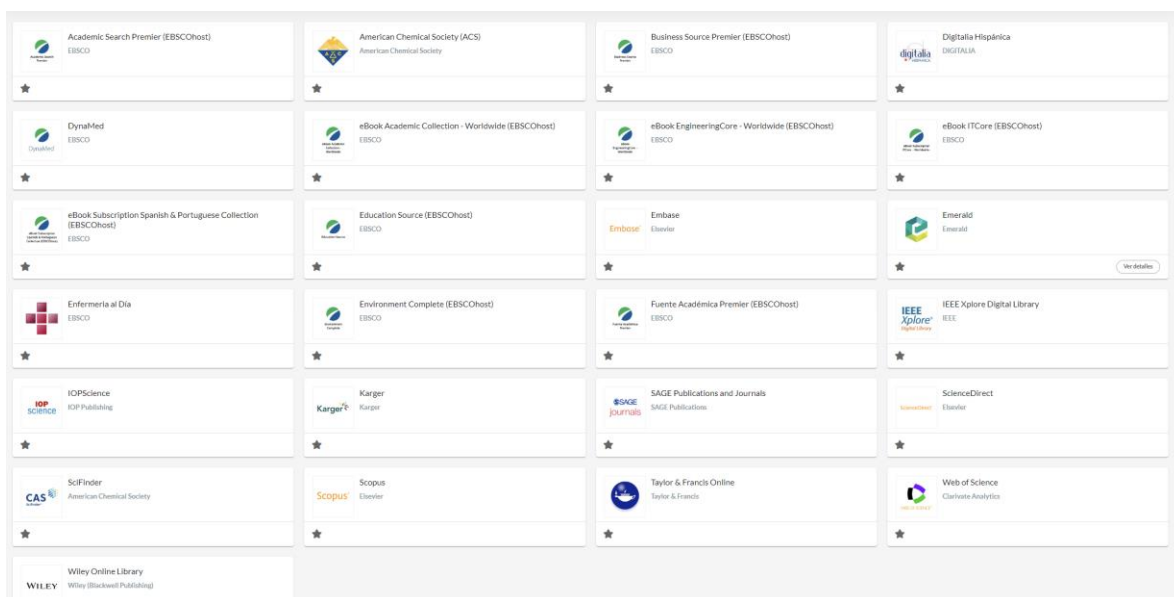 Academic Search Premier (EBSCOhost)
EBSCO
American Chemical Society (ACS)
American Chemical Society
Business Source Premier (EBSCOhost)
EBSCO
digitalia
Digitalia Hispánica
DIGITALIA
DynaMed
DynaMed
EBSCO
eBook Academic Collection - Worldwide (EBSCOhost)
EBSCO
eBook EngineeringCore - Worldwide (EBSCOhost)
EBSCO
eBook ITCore (EBSCOhost)
EBSCO
eBook Subscription Spanish & Portuguese Collection
(EBSCOhost)
EBSCO
Education Source (EBSCOhost)
EBSCO
Embase
Embase
Elsevier
Emerald
Emerald
Ver detalles
Enfermeria al Día
EBSCO
Environment Complete (EBSCOhost)
EBSCO
Fuente Académica Premier (EBSCOhost)
EBSCO
IEEE
Xplore
Digital Library
IEEE Xplore Digital Library
IEEE
IOP
science
IOPScience
IOP Publishing
Karger
Karger
Karger
SAGE
journals
SAGE Publications and Journals
SAGE Publications
ScienceDirect
ScienceDirect
Elsevier
CAS
SciFinder
American Chemical Society
Scopus
Scopus
Elsevier
Taylor & Francis Online
Taylor & Francis
Web of Science
Clarivate Analytics
WILEY
Wiley Online Library
Wiley (Blackwell Publishing)